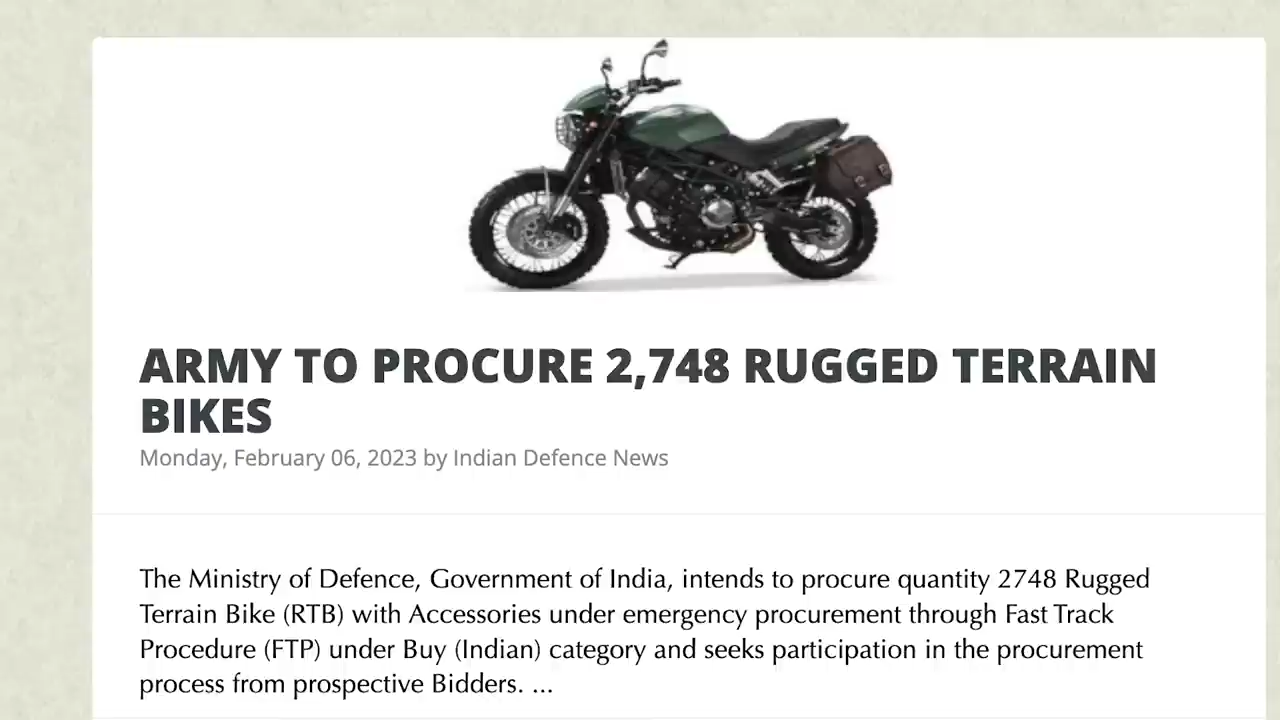 ARMY TO PROCURE 2,748 RUGGED TERRAIN
BIKES
Monday, February 06, 2023 by Indian Defence News
The Ministry of Defence, Government of India, intends to procure quantity 2748 Rugged
Terrain Bike (RTB) with Accessories under emergency procurement through Fast Track
Procedure (FTP) under Buy (Indian) category and seeks participation in the procurement
process from prospective Bidders. ...